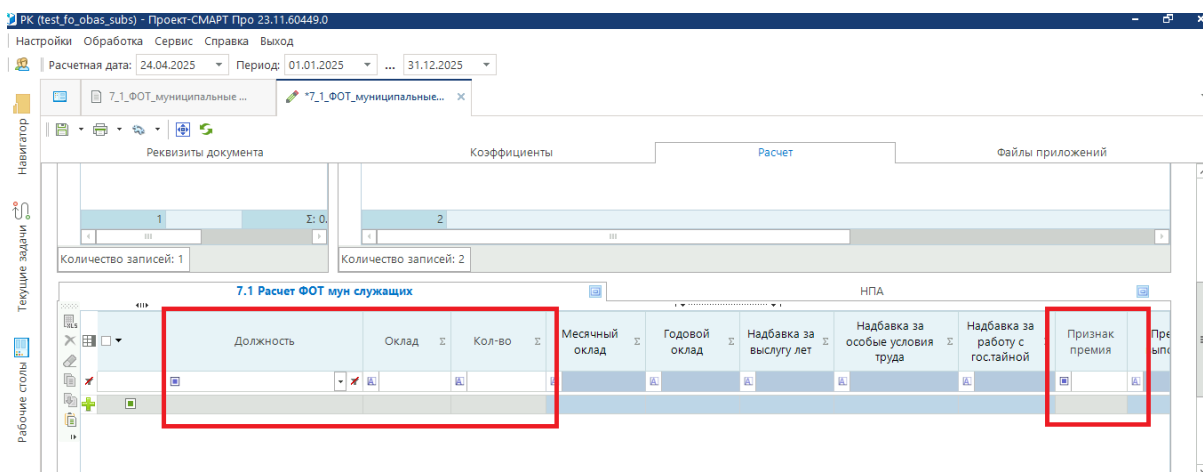 РК (test_fo_obas_subs) - Проект-СМАРТ Про 23.11.60449.0
Настройки Обработка Сервис Справка Выход
Расчетная дата: 24.04.2025 Период: 01.01.2025 ... 31.12.2025
7_1_ФОТ_муниципальные ... *7_1_ФОТ_муниципальные...
Навигатор
Текущие задачи
Рабочие столы
Реквизиты документа Коэффициенты Расчет Файлы приложений
1 Σ: 0. 2
Количество записей: 1 Количество записей: 2
7.1 Расчет ФОТ мун служащих НПА
Должность Оклад Σ Кол-во Σ
Месячный оклад Σ
Годовой оклад Σ
Надбавка за выслугу лет Σ
Надбавка за особые условия труда Σ
Надбавка за работу с гос.тайной
Признак премия